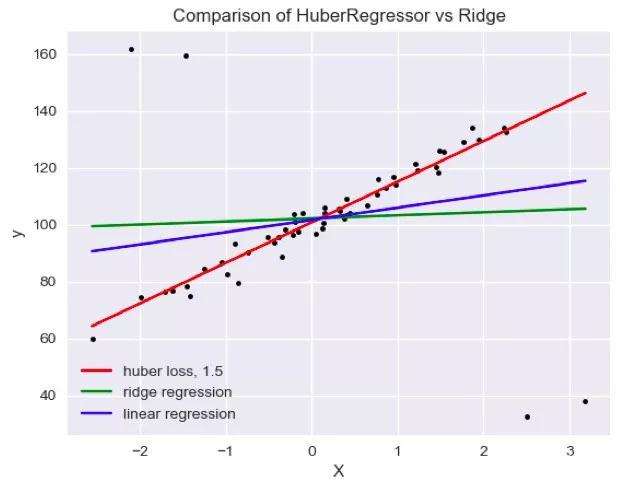 Comparison of HuberRegressor vs Ridge
160
140
120
100
80
60
40
y
huber loss, 1.5
ridge regression
linear regression
−2 −1 0 1 2 3
X